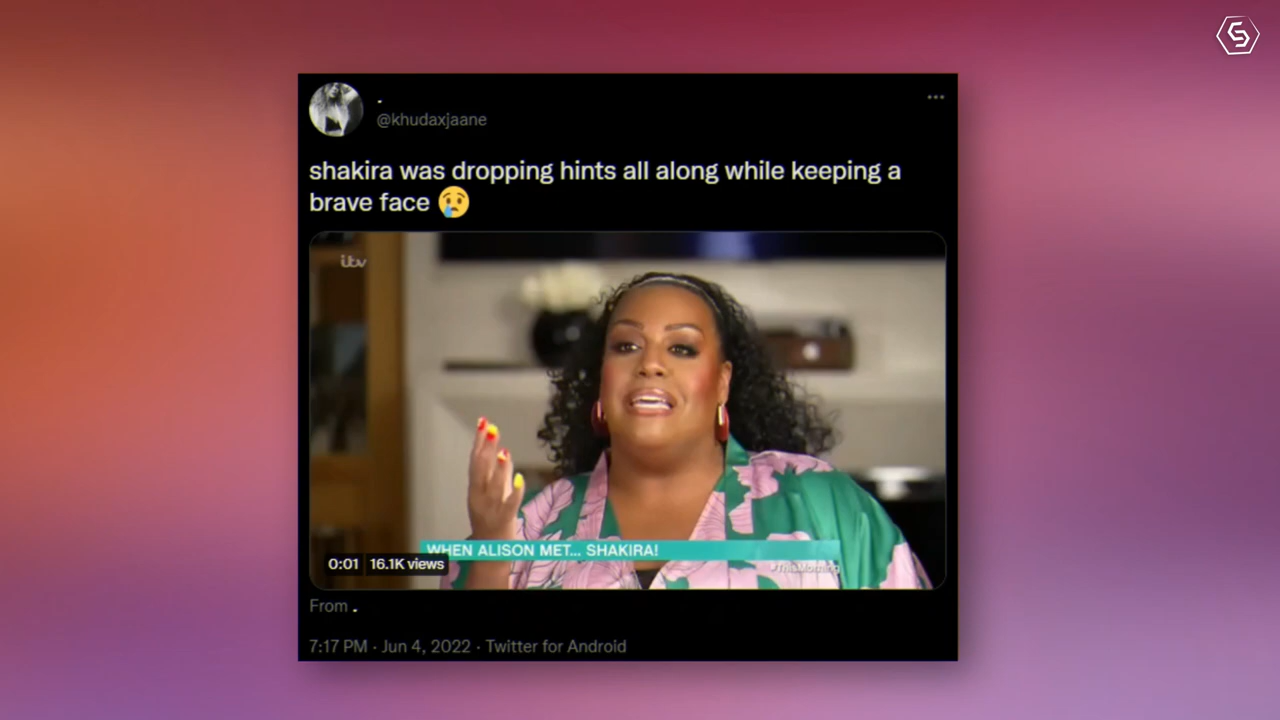 .
@khudaxjaane
shakira was dropping hints all along while keeping a
brave face 😢
itv
WHEN ALISON MET... SHAKIRA!
#ThisMorning
0:01 16.1K views
From .
7:17 PM · Jun 4, 2022 · Twitter for Android